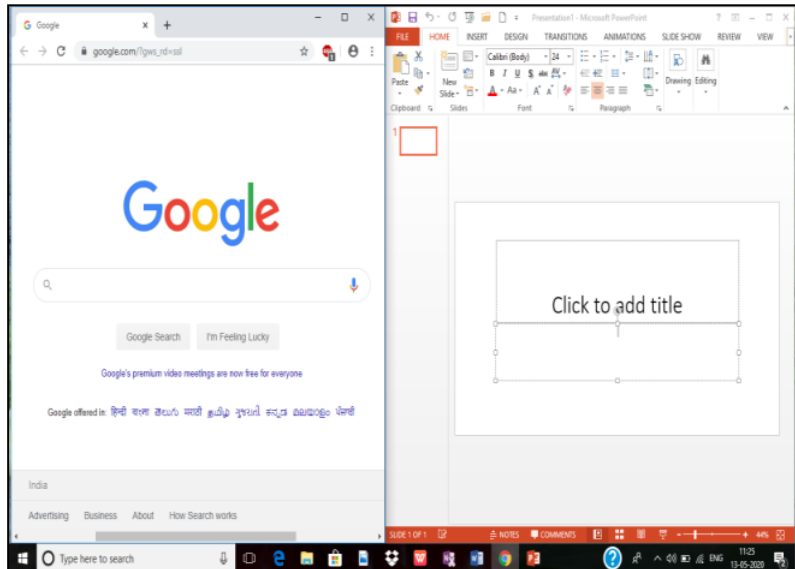 Google
google.com/?gws_rd=ssl
Google
Google Search
I'm Feeling Lucky
Google's premium video meetings are now free for everyone
Google offered in: हिन्दी বাংলা తెలుగు मराठी தமிழ் ગુજરાતી ಕನ್ನಡ മലയാളം ਪੰਜਾਬੀ
India
Advertising Business About How Search works
Presentation1 - Microsoft PowerPoint
FILE HOME INSERT DESIGN TRANSITIONS ANIMATIONS SLIDE SHOW REVIEW VIEW
Calibri (Body) 24
Paste
New Slide
B I U S abc AV
A Aa A A
Drawing Editing
Clipboard Slides Font Paragraph
1
Click to add title
SLIDE 1 OF 1 NOTES COMMENTS 44%
Type here to search
ENG
11:25
13-05-2020